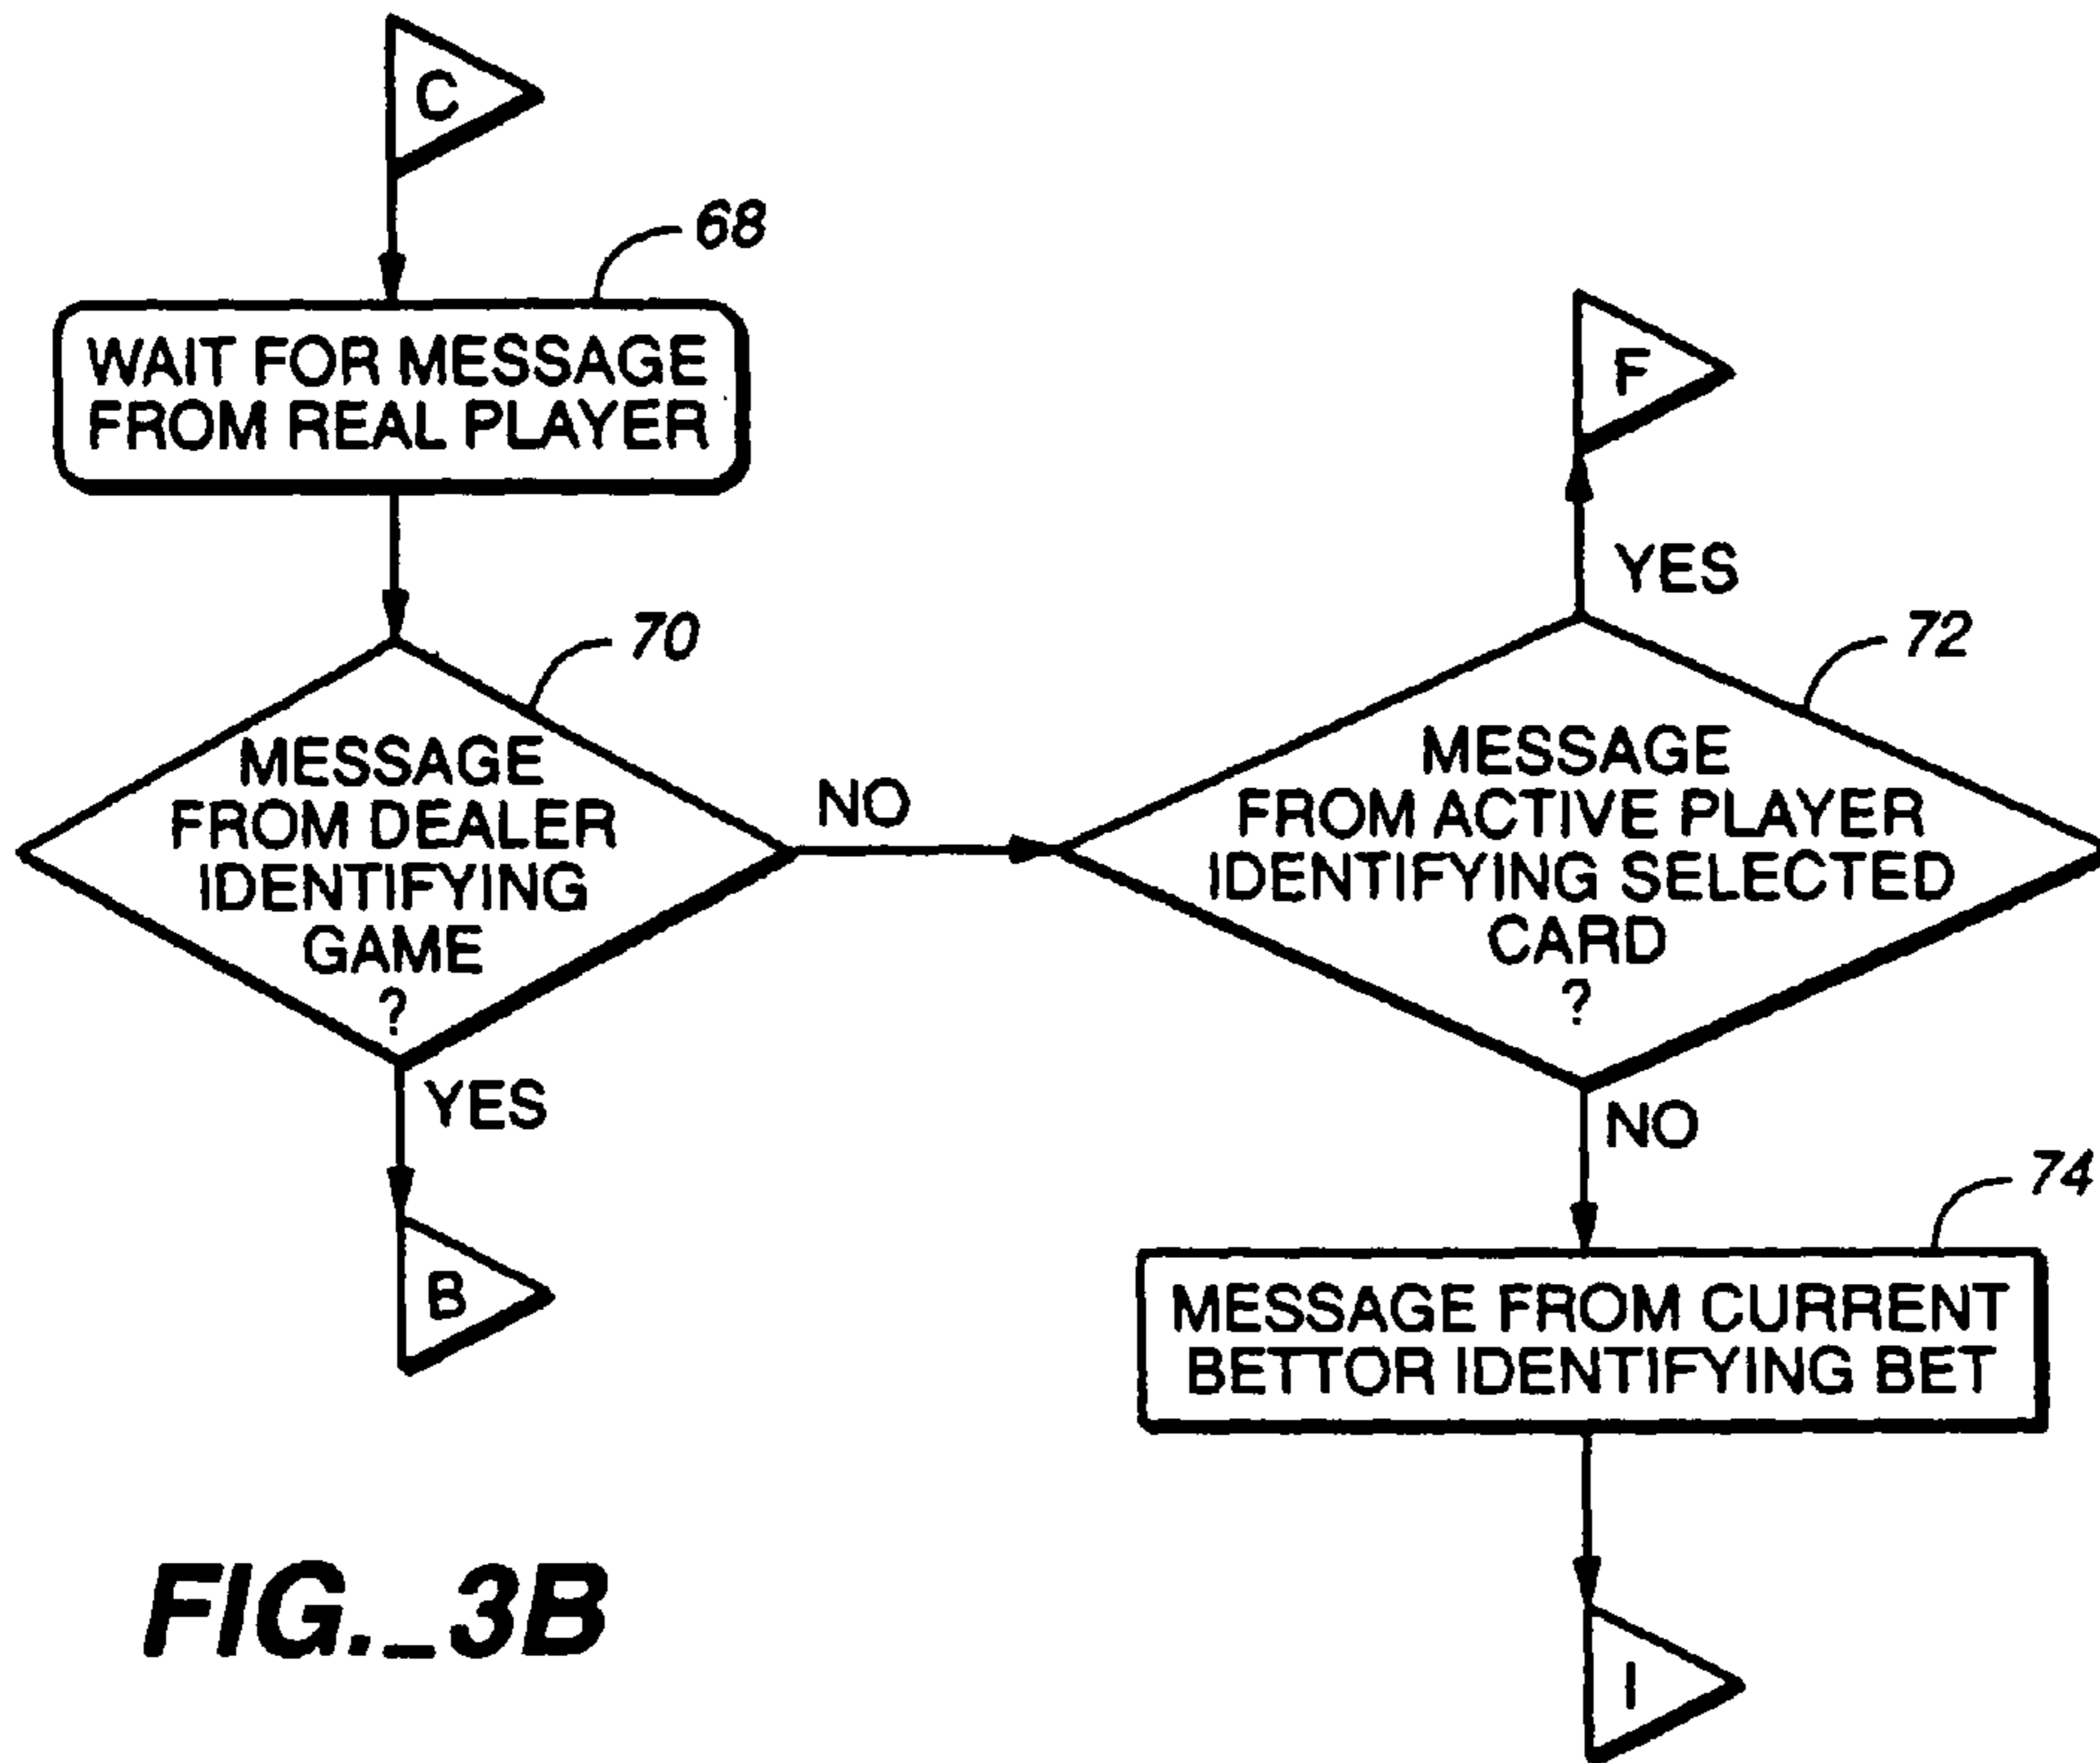 C
68
WAIT FOR MESSAGE
FROM REAL PLAYER
70
MESSAGE
FROM DEALER
IDENTIFYING
GAME
?
YES
B
NO
F
YES
72
MESSAGE
FROM ACTIVE PLAYER
IDENTIFYING SELECTED
CARD
?
NO
74
MESSAGE FROM CURRENT
BETTOR IDENTIFYING BET
I
FIG._3B